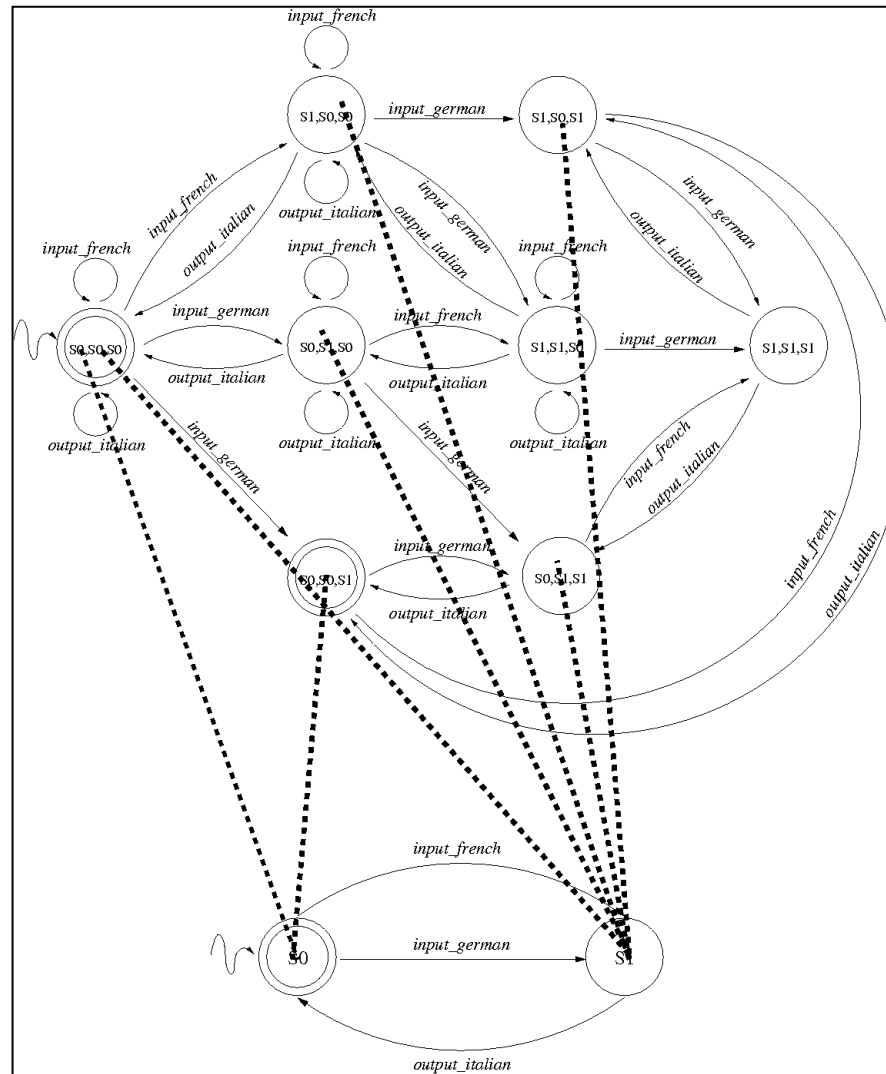 input_french
S1,S0,S0
input_german
S1,S0,S1
input_french
output_italian
input_german
output_italian
output_italian
input_german
output_italian
input_french
input_french
input_french
S0,S0,S0
input_german
output_italian
S0,S1,S0
input_french
output_italian
S1,S1,S0
input_german
S1,S1,S1
output_italian
output_italian
output_italian
input_german
input_german
input_french
output_italian
S0,S0,S1
input_german
output_italian
S0,S1,S1
input_french
output_italian
input_french
S0
input_german
S1
output_italian